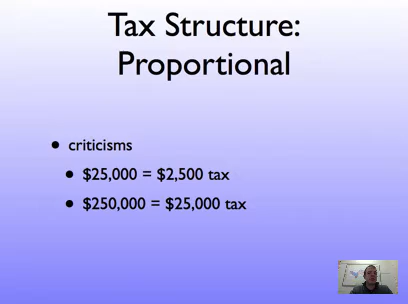 Tax Structure:
Proportional
• criticisms
• $25,000 = $2,500 tax
• $250,000 = $25,000 tax